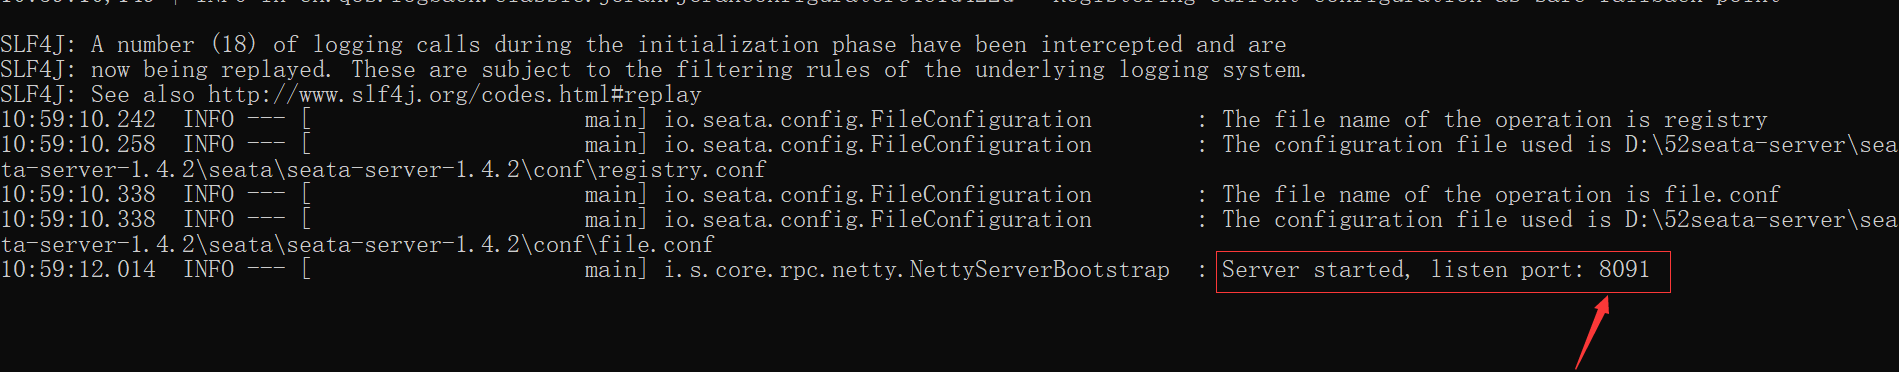 SLF4J: A number (18) of logging calls during the initialization phase have been intercepted and are
SLF4J: now being replayed. These are subject to the filtering rules of the underlying logging system.
SLF4J: See also http://www.slf4j.org/codes.html#replay
10:59:10.242  INFO --- [                     main] io.seata.config.FileConfiguration        : The file name of the operation is registry
10:59:10.258  INFO --- [                     main] io.seata.config.FileConfiguration        : The configuration file used is D:\52seata-server\sea
ta-server-1.4.2\seata\seata-server-1.4.2\conf\registry.conf
10:59:10.338  INFO --- [                     main] io.seata.config.FileConfiguration        : The file name of the operation is file.conf
10:59:10.338  INFO --- [                     main] io.seata.config.FileConfiguration        : The configuration file used is D:\52seata-server\sea
ta-server-1.4.2\seata\seata-server-1.4.2\conf\file.conf
10:59:12.014  INFO --- [                     main] i.s.core.rpc.netty.NettyServerBootstrap  : Server started, listen port: 8091